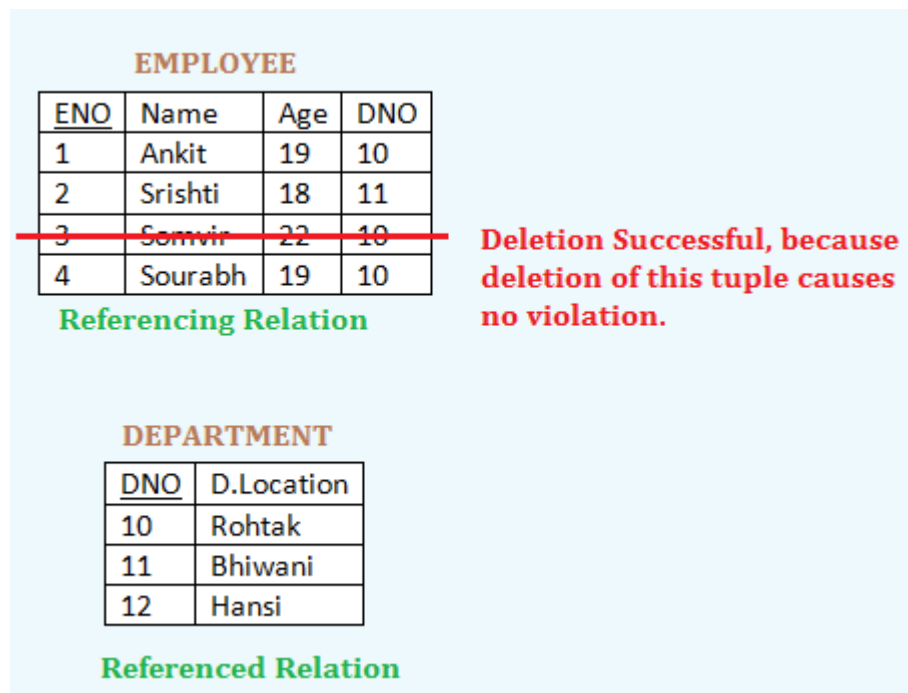 EMPLOYEE
ENO Name Age DNO
1 Ankit 19 10
2 Srishti 18 11
3 Somvir 22 10
4 Sourabh 19 10
Referencing Relation
Deletion Successful, because
deletion of this tuple causes
no violation.
DEPARTMENT
DNO D.Location
10 Rohtak
11 Bhiwani
12 Hansi
Referenced Relation